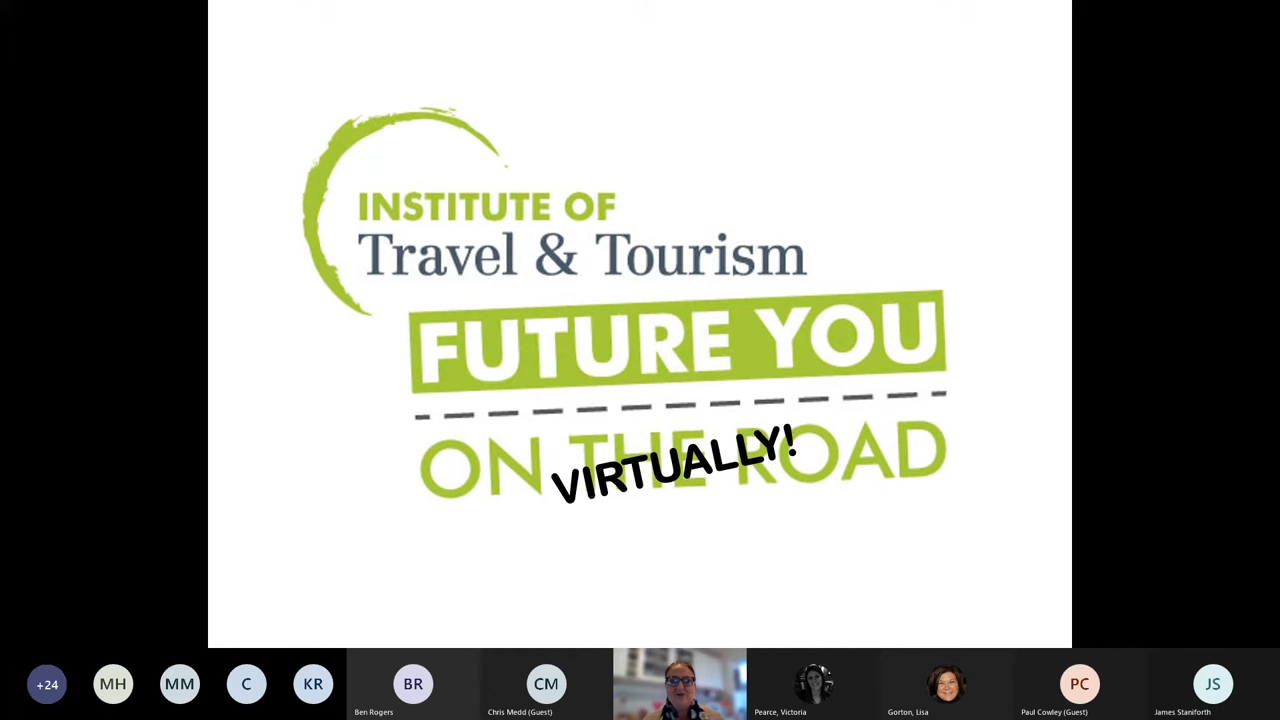 INSTITUTE OF
Travel & Tourism
FUTURE YOU
ON THE ROAD
VIRTUALLY!
+24
MH
MM
C
KR
BR
Ben Rogers
CM
Chris Medd (Guest)
Pearce, Victoria
Gorton, Lisa
PC
Paul Cowley (Guest)
JS
James Staniforth